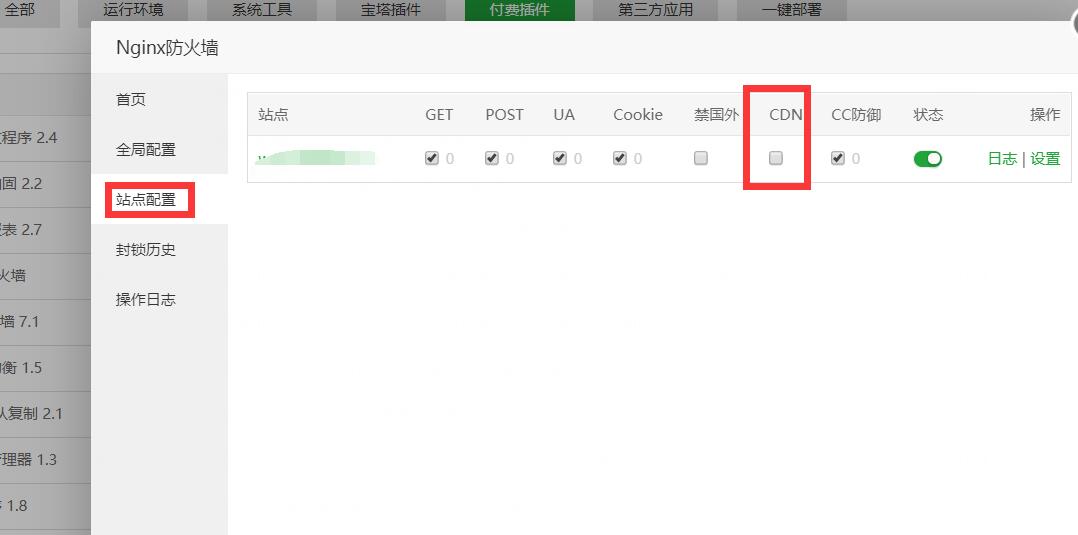 全部 运行环境 系统工具 宝塔插件 付费插件 第三方应用 一键部署
Nginx防火墙
首页
全局配置
站点配置
封锁历史
操作日志
站点 GET POST UA Cookie 禁国外 CDN CC防御 状态 操作
0 0 0 0 0 日志 | 设置
程序 2.4
固 2.2
表 2.7
火墙
墙 7.1
衡 1.5
从复制 2.1
理器 1.3
1.8